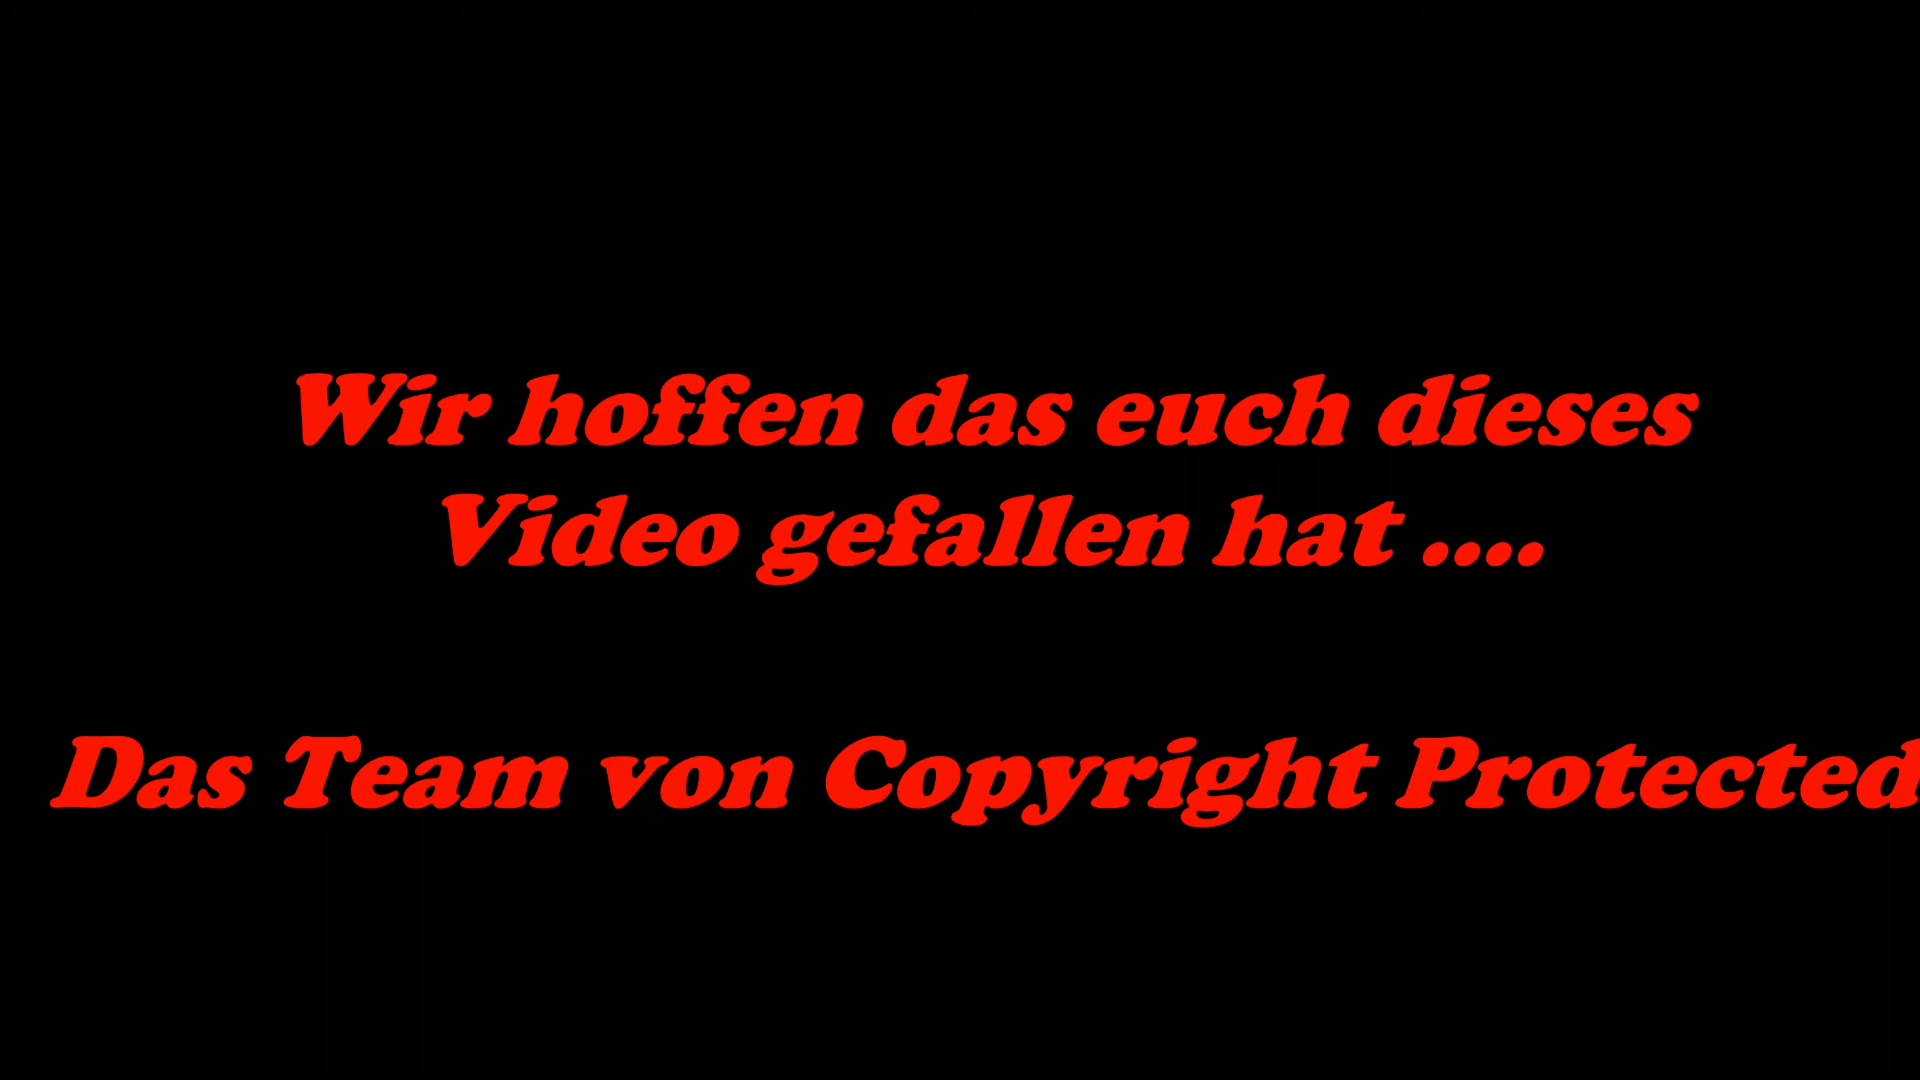 Wir hoffen das euch dieses
Video gefallen hat ....
Das Team von Copyright Protected